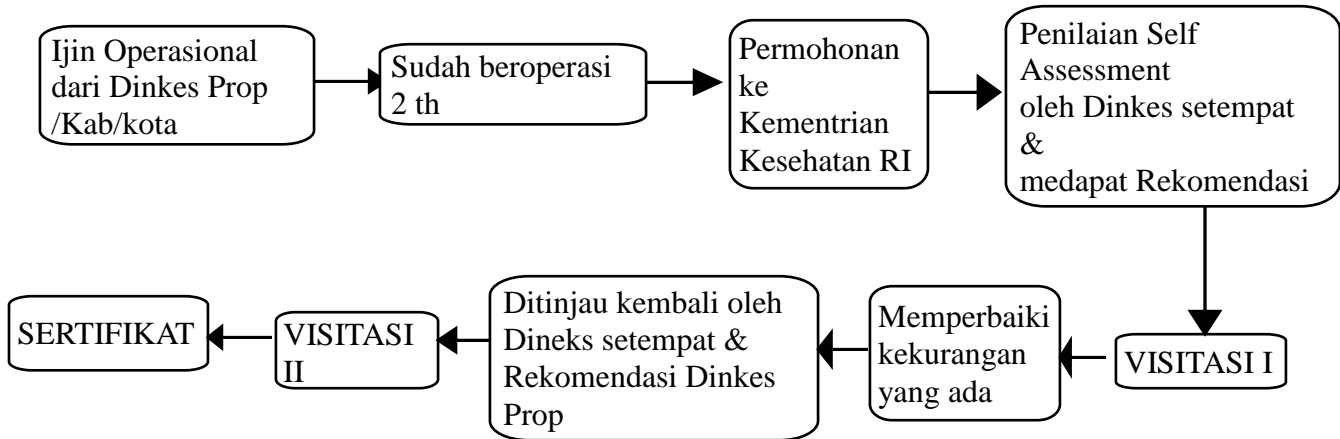 Ijin Operasional
dari Dinkes Prop
/Kab/kota
Sudah beroperasi
2 th
Permohonan
ke
Kementrian
Kesehatan RI
Penilaian Self
Assessment
oleh Dinkes setempat
&
medapat Rekomendasi
VISITASI I
Memperbaiki
kekurangan
yang ada
Ditinjau kembali oleh
Dineks setempat &
Rekomendasi Dinkes
Prop
VISITASI
II
SERTIFIKAT